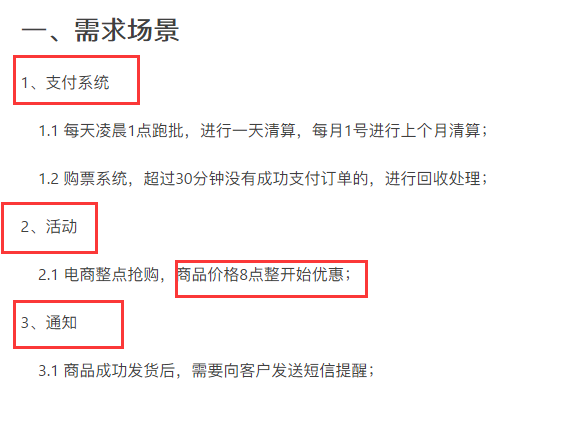 一、需求场景
1、支付系统
1.1 每天凌晨1点跑批，进行一天清算，每月1号进行上个月清算；
1.2 购票系统，超过30分钟没有成功支付订单的，进行回收处理；
2、活动
2.1 电商整点抢购，商品价格8点整开始优惠；
3、通知
3.1 商品成功发货后，需要向客户发送短信提醒；